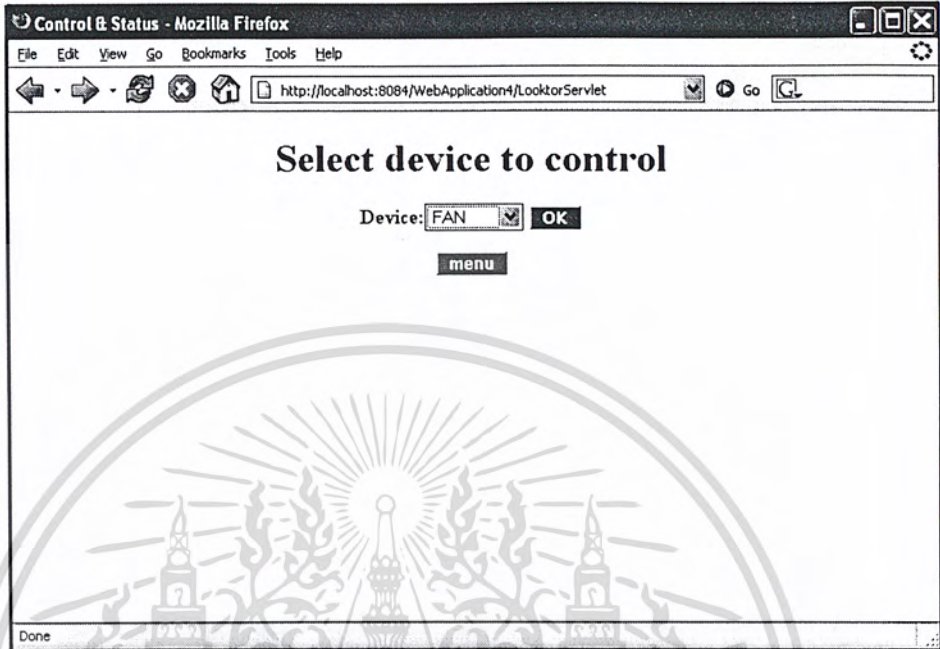 Control & Status - Mozilla Firefox
File Edit View Go Bookmarks Tools Help
http://localhost:8084/WebApplication4/LooktorServlet Go G
Select device to control
Device: FAN OK
menu
Done